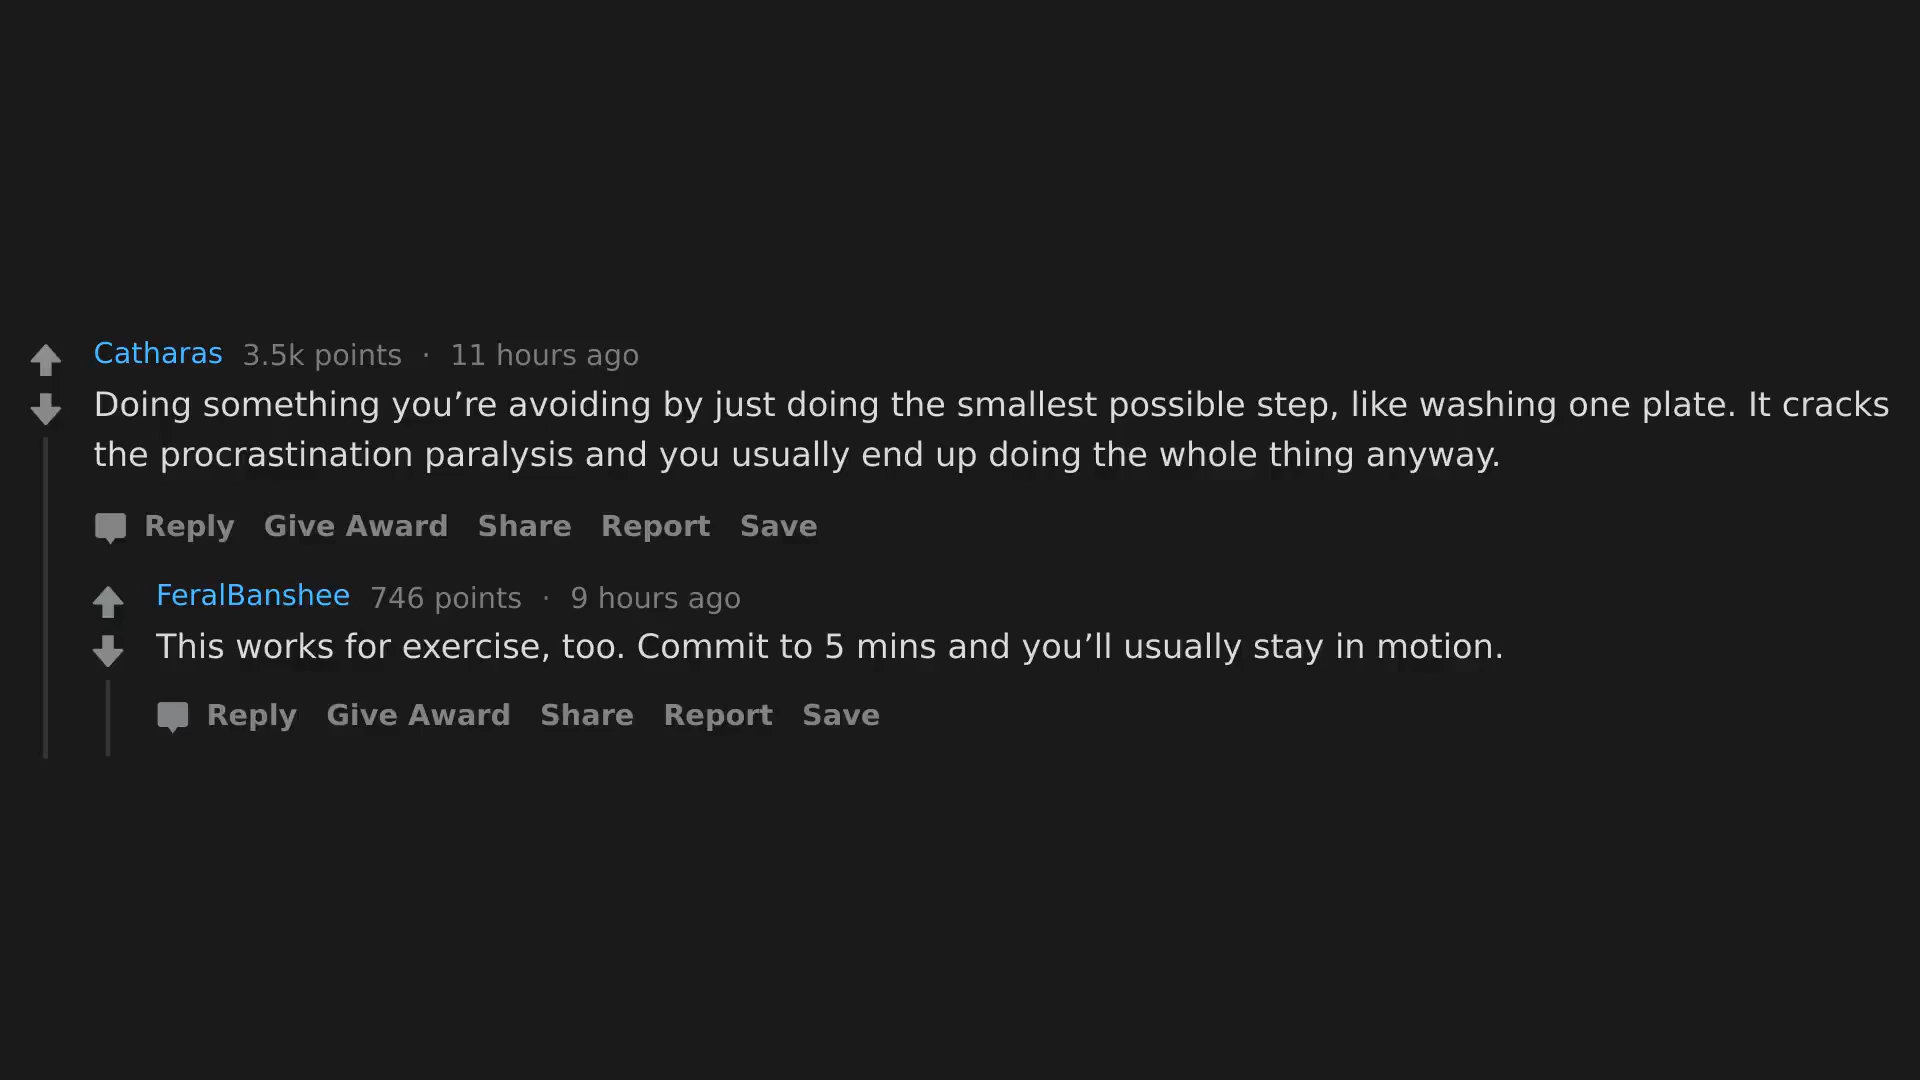 Catharas 3.5k points · 11 hours ago
Doing something you’re avoiding by just doing the smallest possible step, like washing one plate. It cracks
the procrastination paralysis and you usually end up doing the whole thing anyway.
Reply Give Award Share Report Save
FeralBanshee 746 points · 9 hours ago
This works for exercise, too. Commit to 5 mins and you’ll usually stay in motion.
Reply Give Award Share Report Save